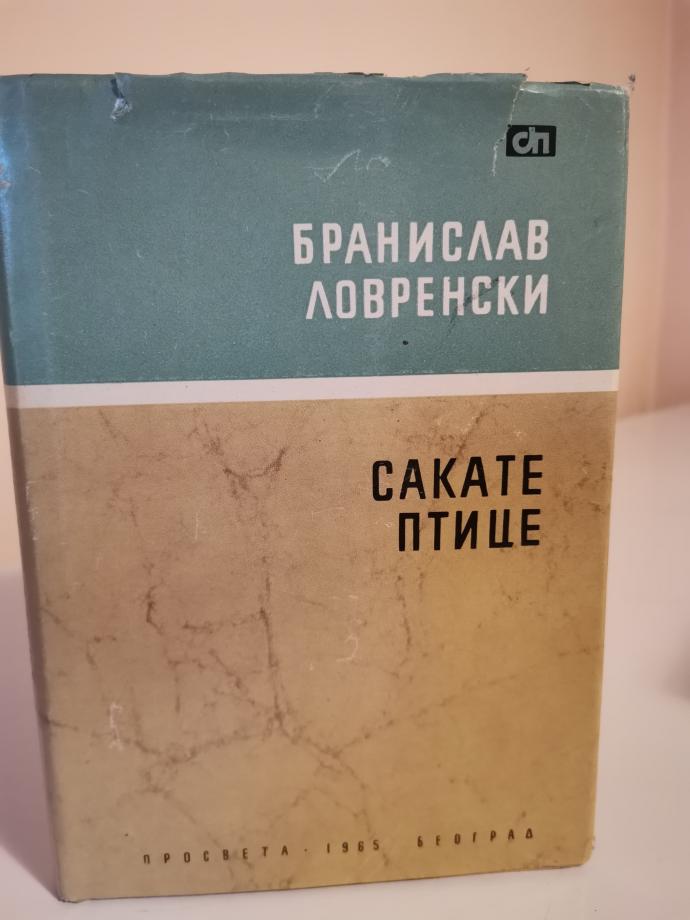 СП
БРАНИСЛАВ
ЛОВРЕНСКИ
САКАТЕ
ПТИЦЕ
ПРОСВЕТА · 1965 БЕОГРАД